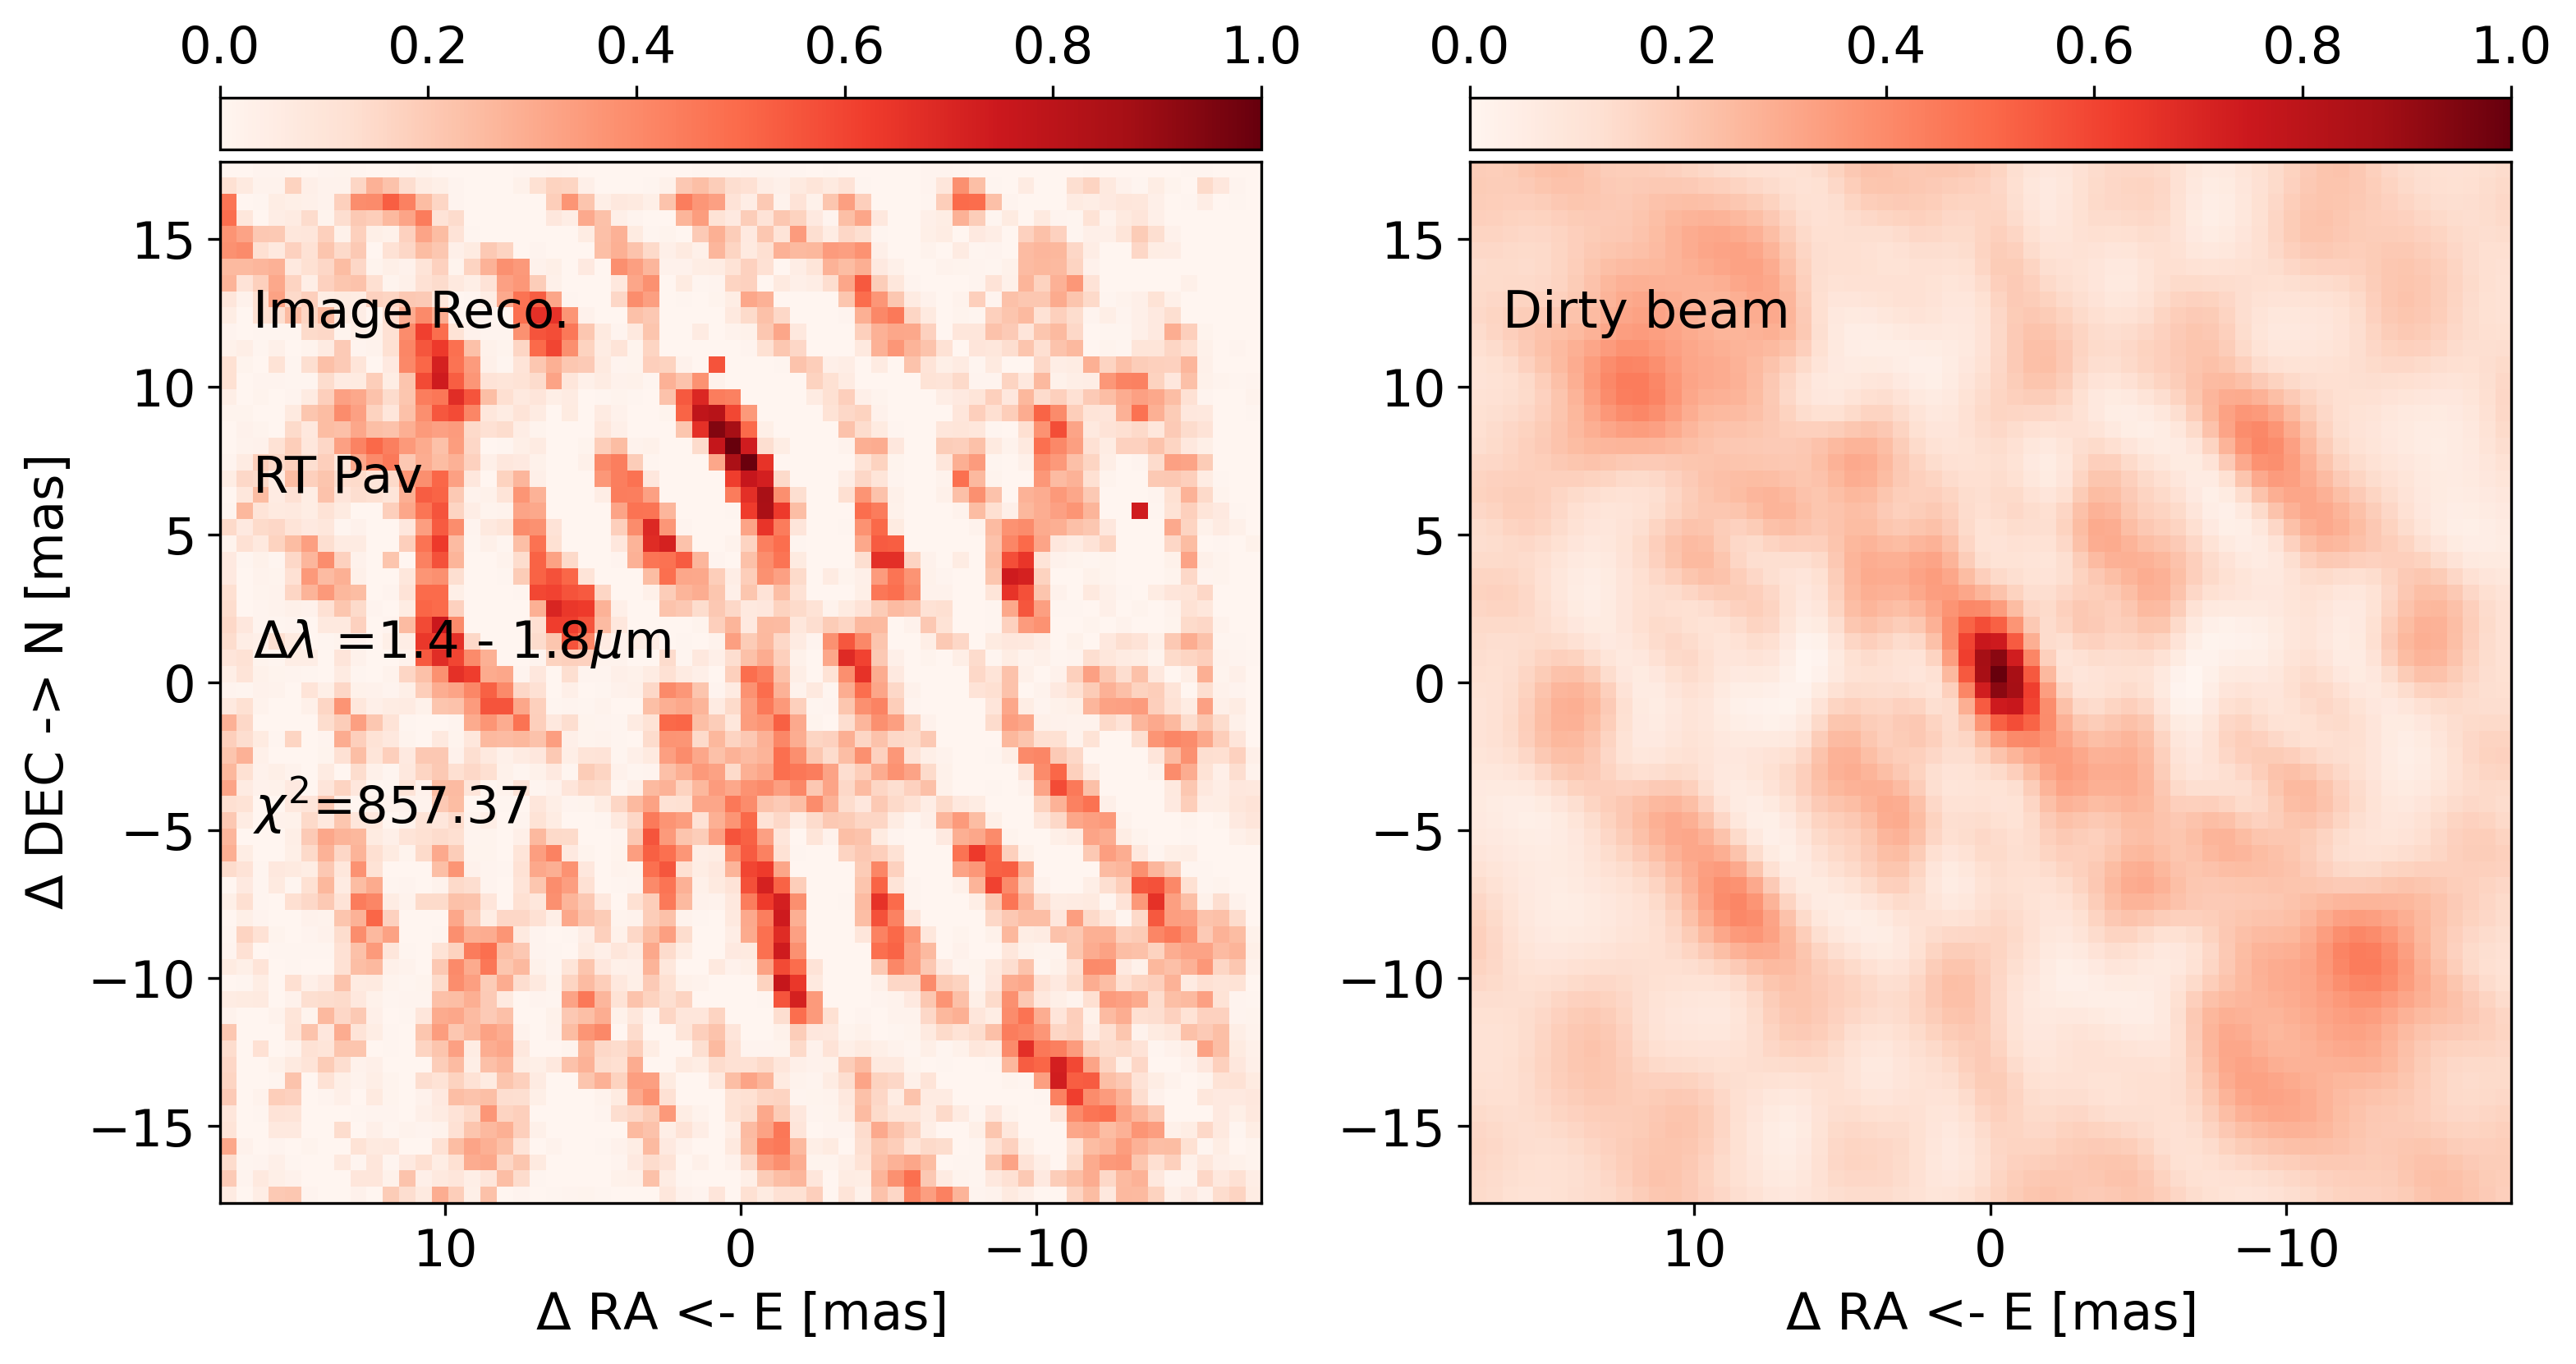 0.0 0.2 0.4 0.6 0.8 1.0
0.0 0.2 0.4 0.6 0.8 1.0
Δ DEC -> N [mas]
15
10
5
0
−5
−10
−15
Image Reco.
RT Pav
Δλ =1.4 - 1.8μm
χ²=857.37
10 0 −10
Δ RA <- E [mas]
15
10
5
0
−5
−10
−15
Dirty beam
10 0 −10
Δ RA <- E [mas]